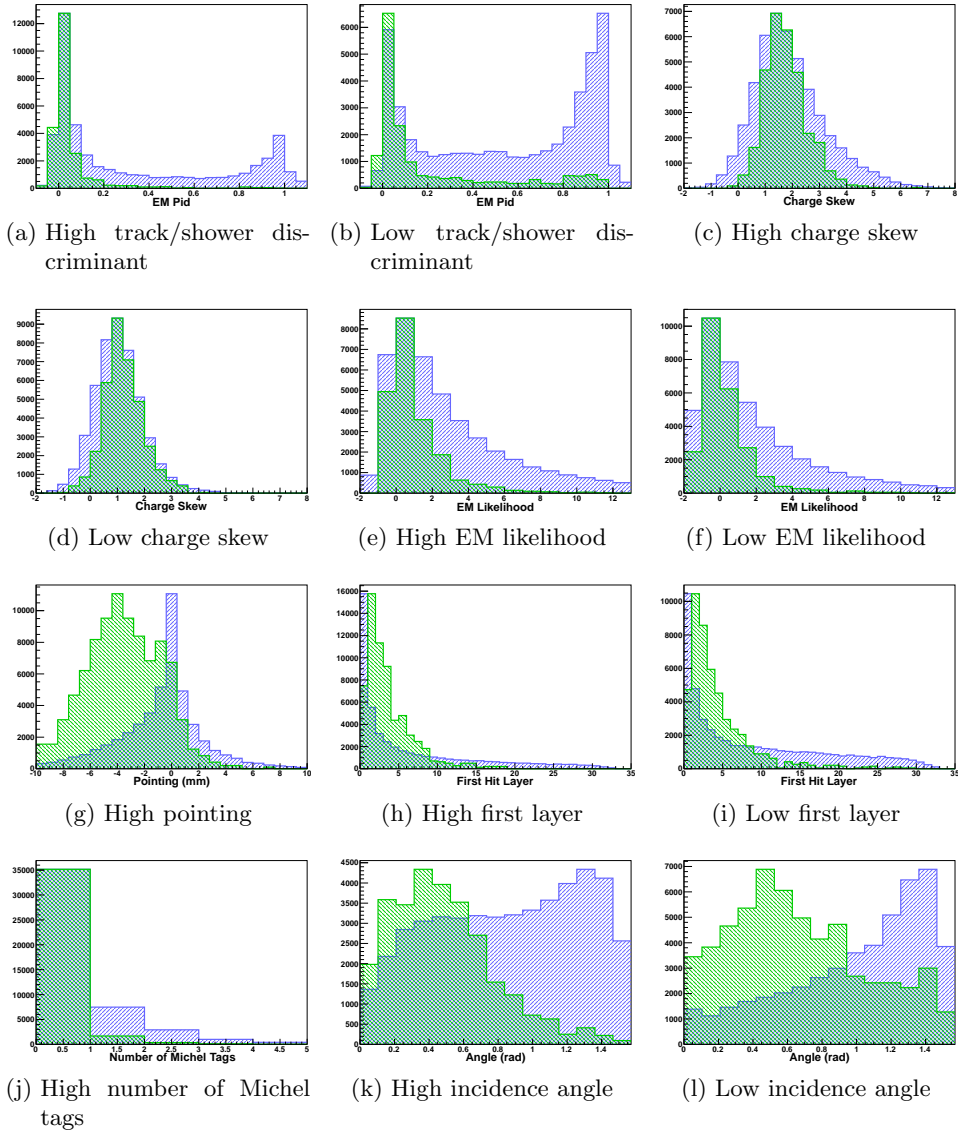 12000
10000
8000
6000
4000
2000
0
0 0.2 0.4 0.6 0.8 1
EM Pid
(a) High track/shower dis-
criminant
6000
5000
4000
3000
2000
1000
0
0 0.2 0.4 0.6 0.8 1
EM Pid
(b) Low track/shower dis-
criminant
7000
6000
5000
4000
3000
2000
1000
0
-2 -1 0 1 2 3 4 5 6 7 8
Charge Skew
(c) High charge skew
9000
8000
7000
6000
5000
4000
3000
2000
1000
0
-2 -1 0 1 2 3 4 5 6 7 8
Charge Skew
(d) Low charge skew
8000
7000
6000
5000
4000
3000
2000
1000
0
-2 0 2 4 6 8 10 12
EM Likelihood
(e) High EM likelihood
10000
8000
6000
4000
2000
0
-2 0 2 4 6 8 10 12
EM Likelihood
(f) Low EM likelihood
10000
8000
6000
4000
2000
0
-10 -8 -6 -4 -2 0 2 4 6 8 10
Pointing (mm)
(g) High pointing
16000
14000
12000
10000
8000
6000
4000
2000
0 5 10 15 20 25 30 35
First Hit Layer
(h) High first layer
10000
8000
6000
4000
2000
0
0 5 10 15 20 25 30 35
First Hit Layer
(i) Low first layer
35000
30000
25000
20000
15000
10000
5000
0
0 0.5 1 1.5 2 2.5 3 3.5 4 4.5 5
Number of Michel Tags
(j) High number of Michel
tags
4500
4000
3500
3000
2500
2000
1500
1000
500
0
0 0.2 0.4 0.6 0.8 1 1.2 1.4
Angle (rad)
(k) High incidence angle
7000
6000
5000
4000
3000
2000
1000
0
0 0.2 0.4 0.6 0.8 1 1.2 1.4
Angle (rad)
(l) Low incidence angle